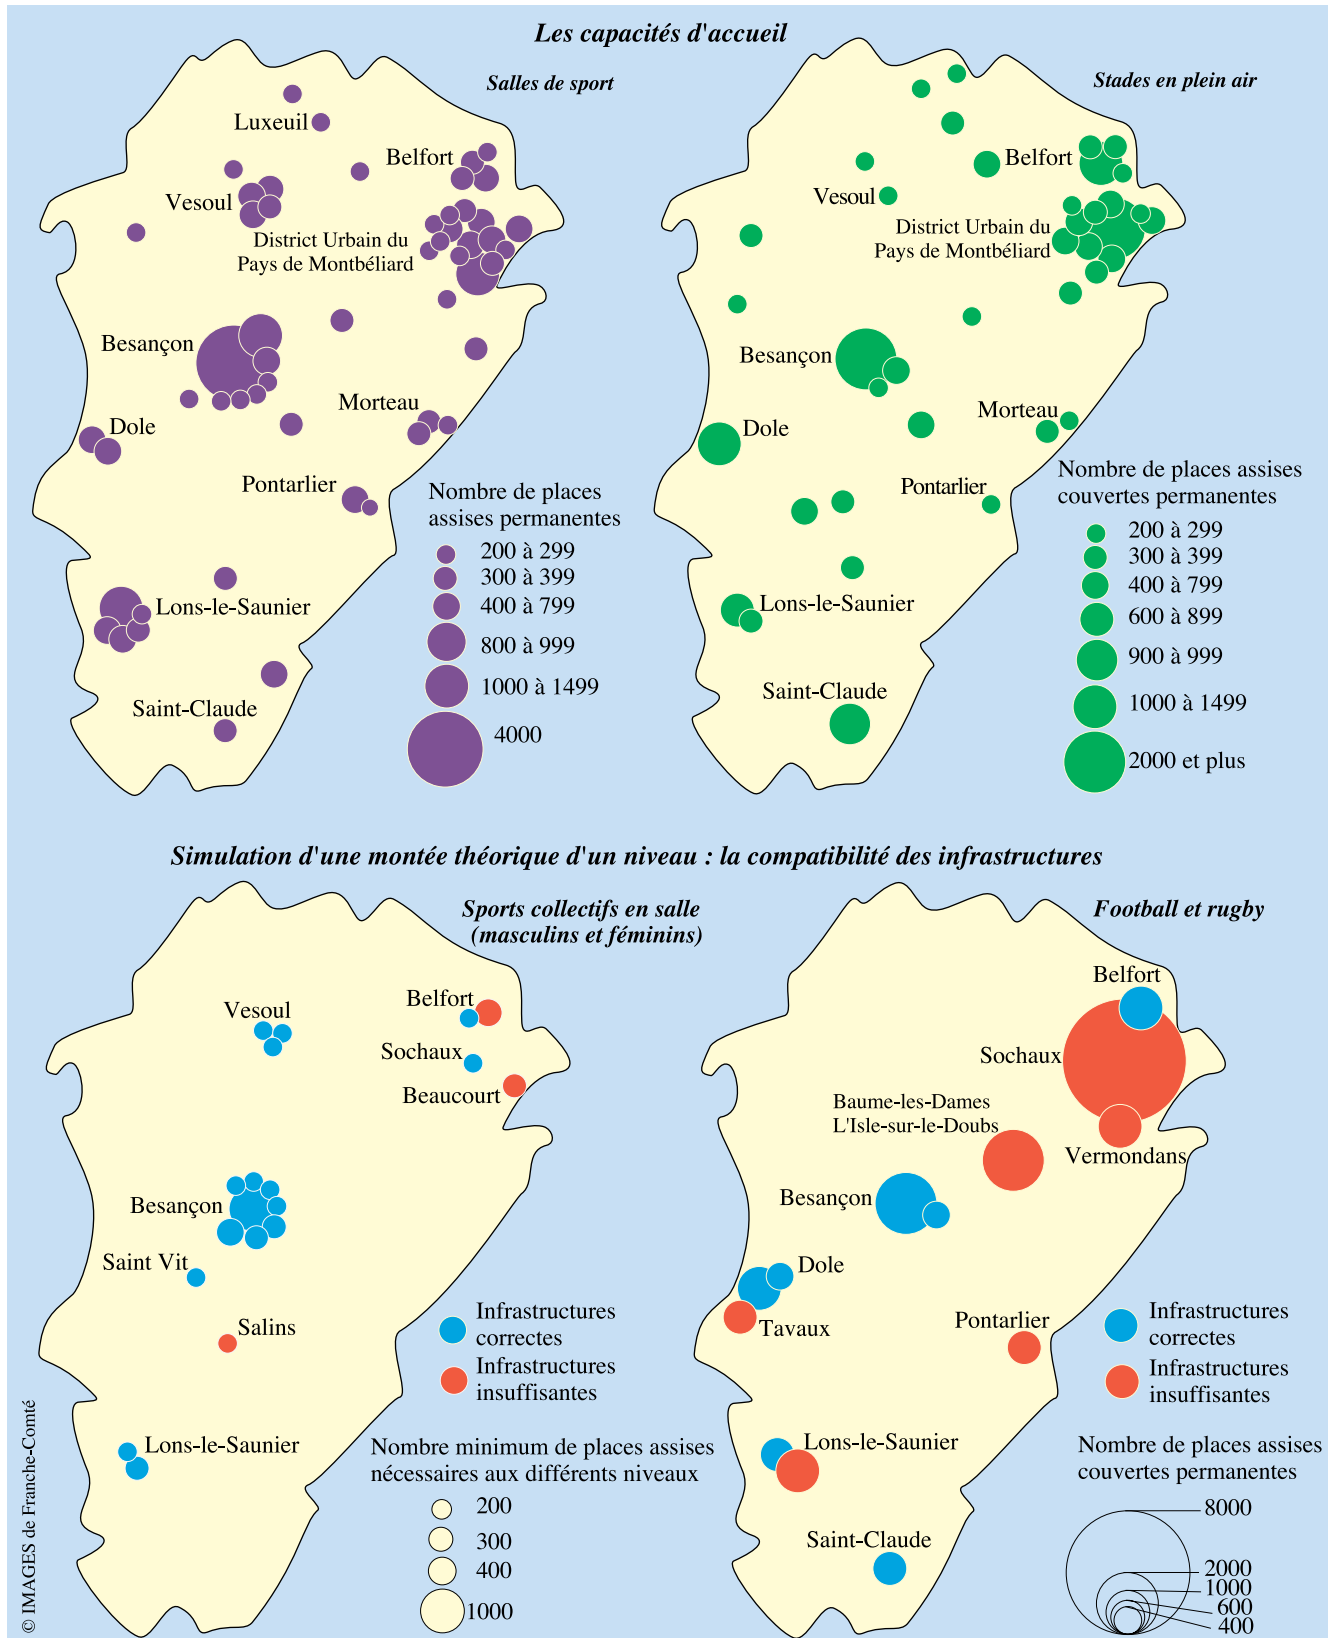 Les capacités d'accueil
Salles de sport
Luxeuil
Belfort
Vesoul
District Urbain du
Pays de Montbéliard
Besançon
Morteau
Dole
Pontarlier
Lons-le-Saunier
Saint-Claude
Nombre de places
assises permanentes
200 à 299
300 à 399
400 à 799
800 à 999
1000 à 1499
4000
Stades en plein air
Belfort
Vesoul
District Urbain du
Pays de Montbéliard
Besançon
Morteau
Dole
Pontarlier
Lons-le-Saunier
Saint-Claude
Nombre de places assises
couvertes permanentes
200 à 299
300 à 399
400 à 799
600 à 899
900 à 999
1000 à 1499
2000 et plus
Simulation d'une montée théorique d'un niveau : la compatibilité des infrastructures
Sports collectifs en salle
(masculins et féminins)
Belfort
Vesoul
Sochaux
Beaucourt
Besançon
Saint Vit
Salins
Lons-le-Saunier
Infrastructures
correctes
Infrastructures
insuffisantes
Nombre minimum de places assises
nécessaires aux différents niveaux
200
300
400
1000
Football et rugby
Belfort
Sochaux
Baume-les-Dames
L'Isle-sur-le-Doubs
Vermondans
Besançon
Dole
Tavaux
Pontarlier
Lons-le-Saunier
Saint-Claude
Infrastructures
correctes
Infrastructures
insuffisantes
Nombre de places assises
couvertes permanentes
8000
2000
1000
600
400
© IMAGES de Franche-Comté